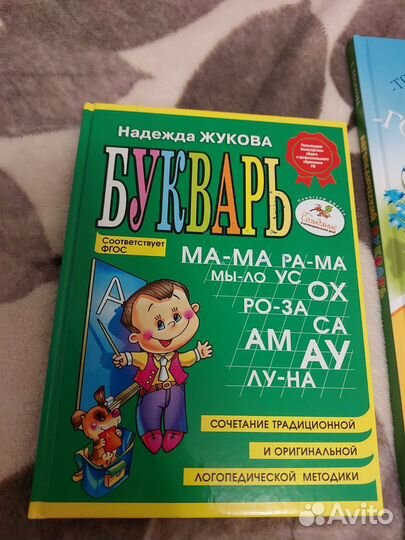 Надежда ЖУКОВА
БУКВАРЬ
Соответствует
ФГОС
Созидание
А
МА-МА РА-МА
МЫ-ЛО УС
ОХ
РО-ЗА
СА
АМ АУ
ЛУ-НА
СОЧЕТАНИЕ ТРАДИЦИОННОЙ
И ОРИГИНАЛЬНОЙ
ЛОГОПЕДИЧЕСКОЙ МЕТОДИКИ
Avito